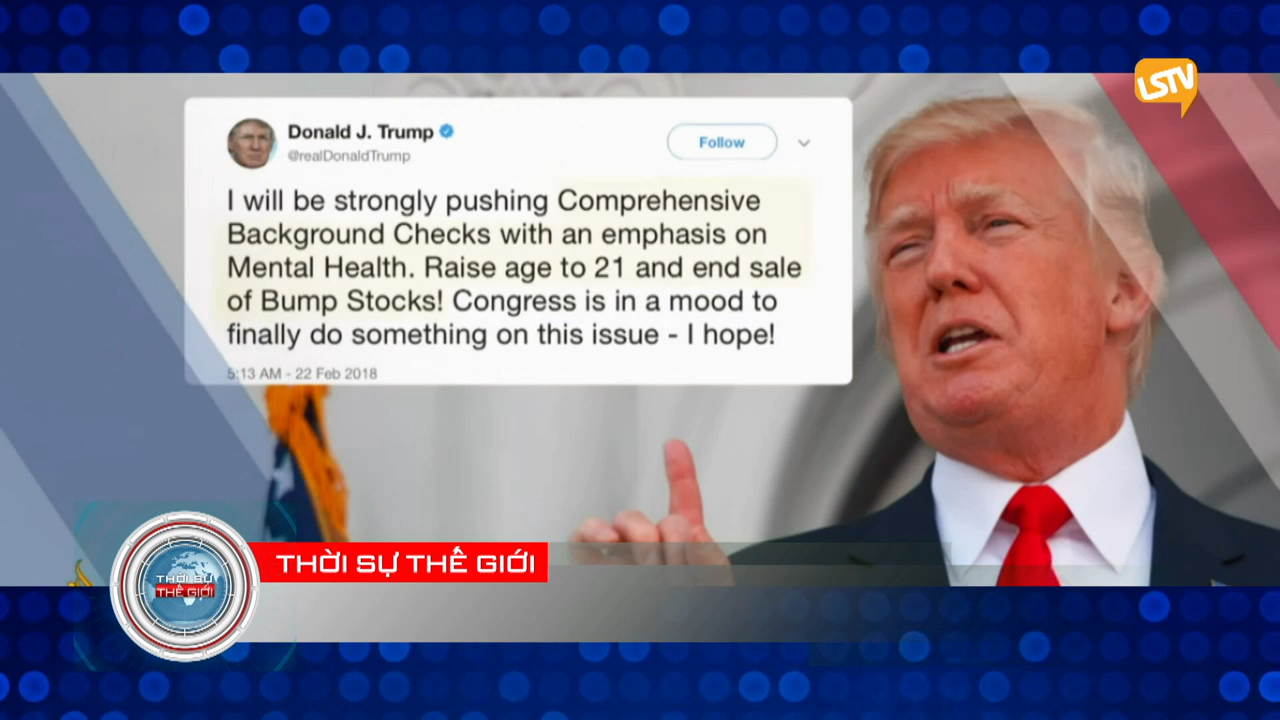 LSTV
Donald J. Trump
@realDonaldTrump
Follow
I will be strongly pushing Comprehensive
Background Checks with an emphasis on
Mental Health. Raise age to 21 and end sale
of Bump Stocks! Congress is in a mood to
finally do something on this issue - I hope!
5:13 AM - 22 Feb 2018
THỜI SỰ THẾ GIỚI
THỜI SỰ
THẾ GIỚI